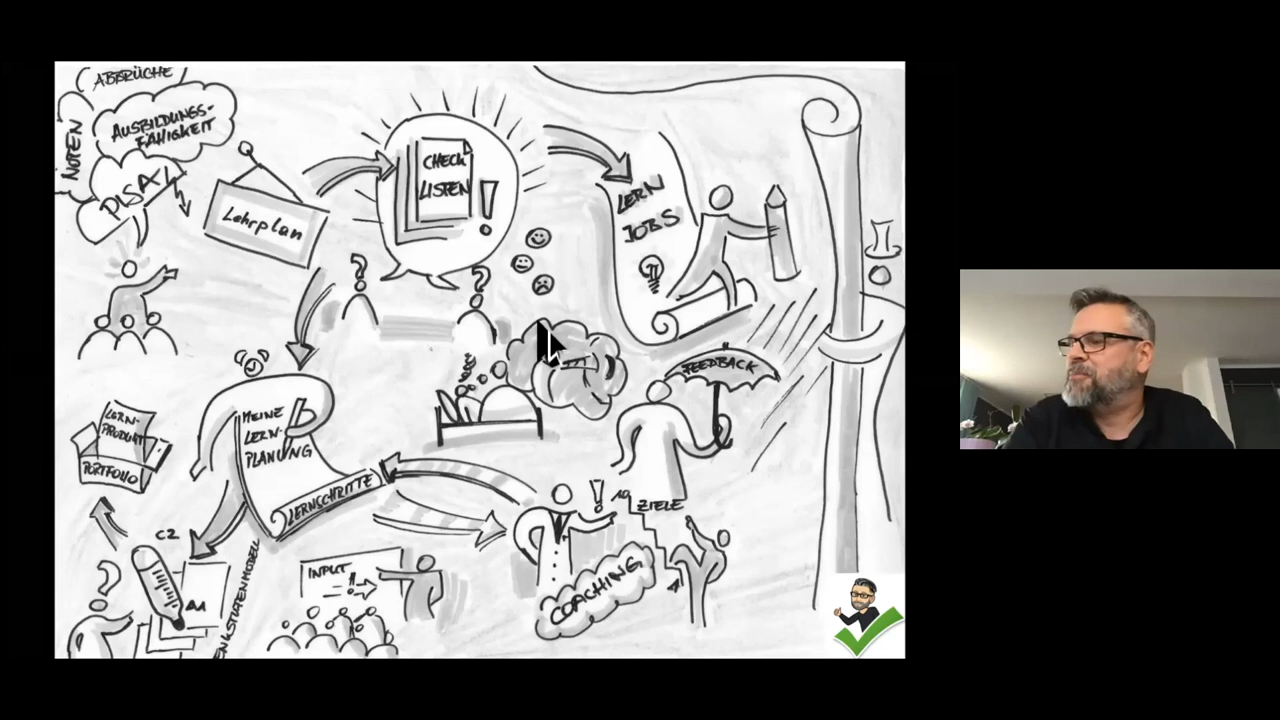 ABBRÜCHE
NOTEN
AUSBILDUNGS-
FÄHIGKEIT
PISA
Lehrplan
CHECK
LISTEN
!
LERN
JOBS
?
?
FEEDBACK
MEINE
LERN-
PLANUNG
LERNSCHRITTE
LERN-
PRODUKT
PORTFOLIO
!
ZIELE
COACHING
C2
A1
?
INPUT